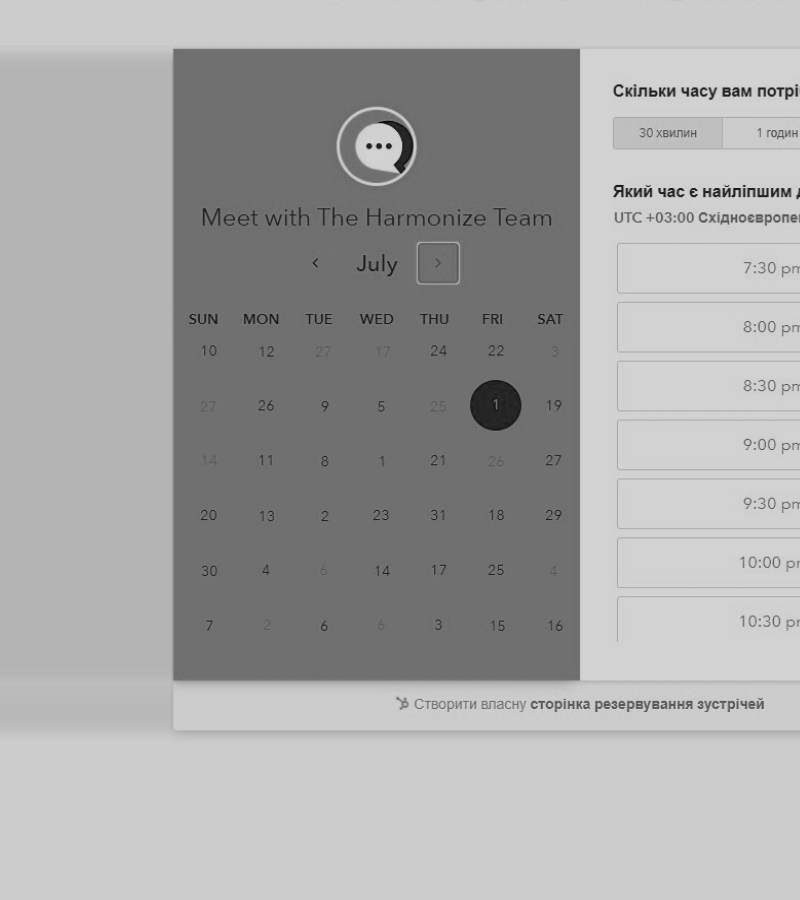 Meet with The Harmonize Team
July
SUN MON TUE WED THU FRI SAT
10 12 27 17 24 22 3
27 26 9 5 25 1 19
14 11 8 1 21 26 27
20 13 2 23 31 18 29
30 4 6 14 17 25 4
7 2 6 6 3 15 16
Скільки часу вам
30 хвилин 1 годин
Який час є найліпшим
UTC +03:00
7:30 pm
8:00 pm
8:30 pm
9:00 pm
9:30 pm
10:00 pm
10:30 pm
Створити власну сторінка резервування зустрічей